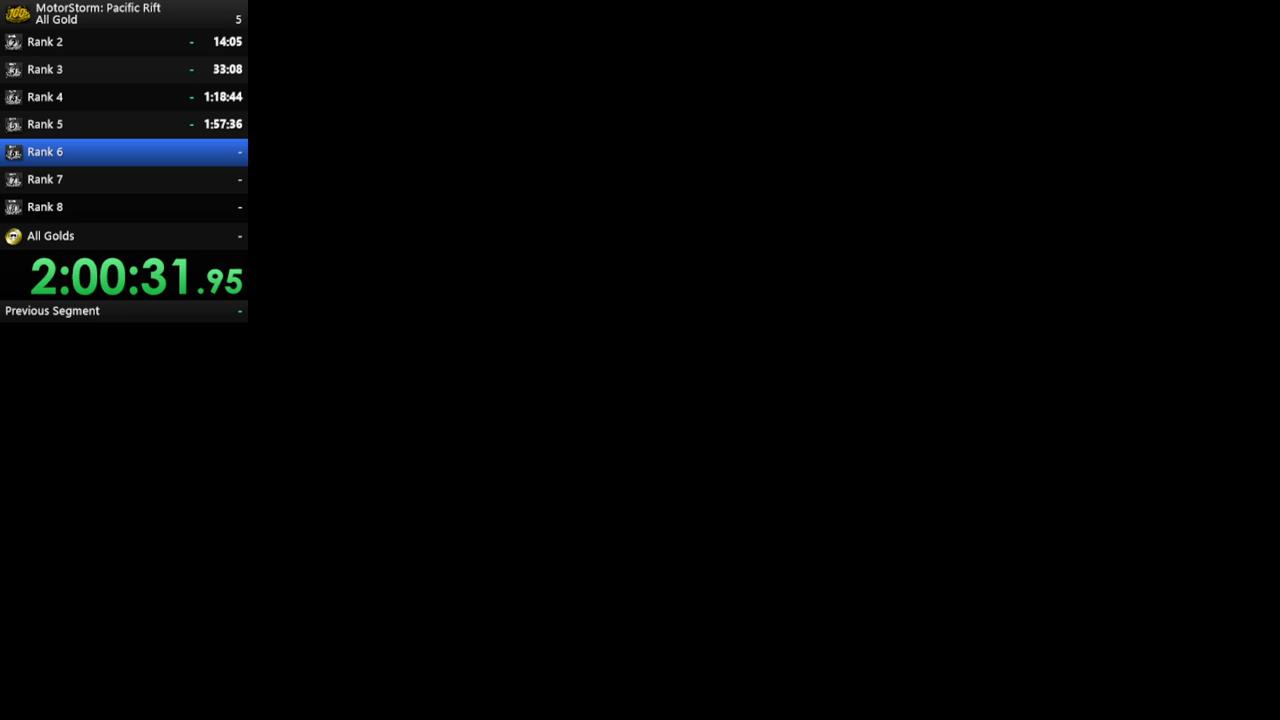 MotorStorm: Pacific Rift
All Gold 5
Rank 2 - 14:05
Rank 3 - 33:08
Rank 4 - 1:18:44
Rank 5 - 1:57:36
Rank 6 -
Rank 7 -
Rank 8 -
All Golds -
2:00:31.95
Previous Segment -